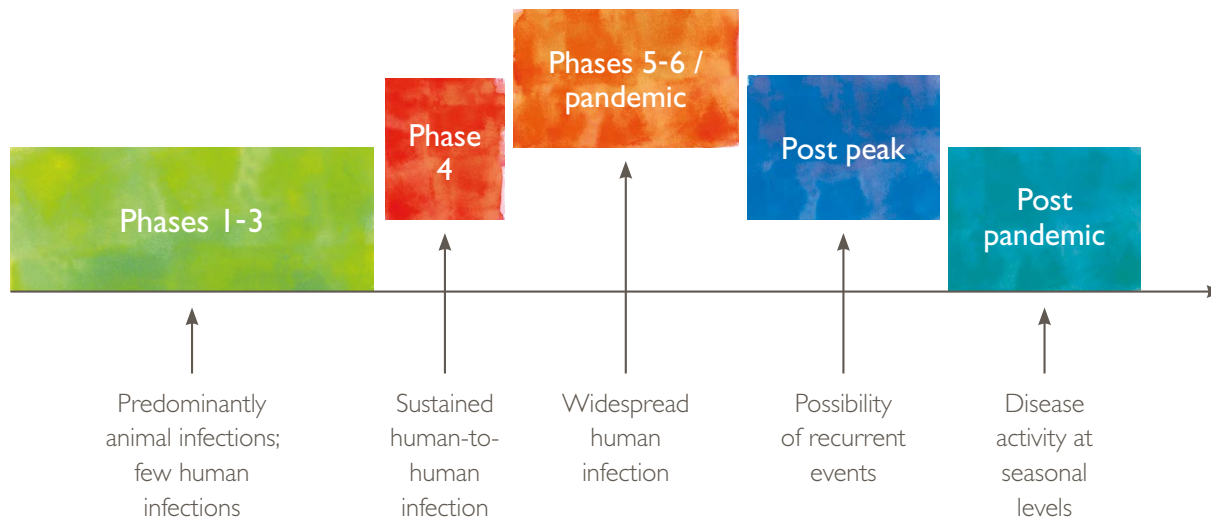 Phases 1-3
Phase
4
Phases 5-6 /
pandemic
Post peak
Post
pandemic
Predominantly
animal infections;
few human
infections
Sustained
human-to-
human
infection
Widespread
human
infection
Possibility
of recurrent
events
Disease
activity at
seasonal
levels